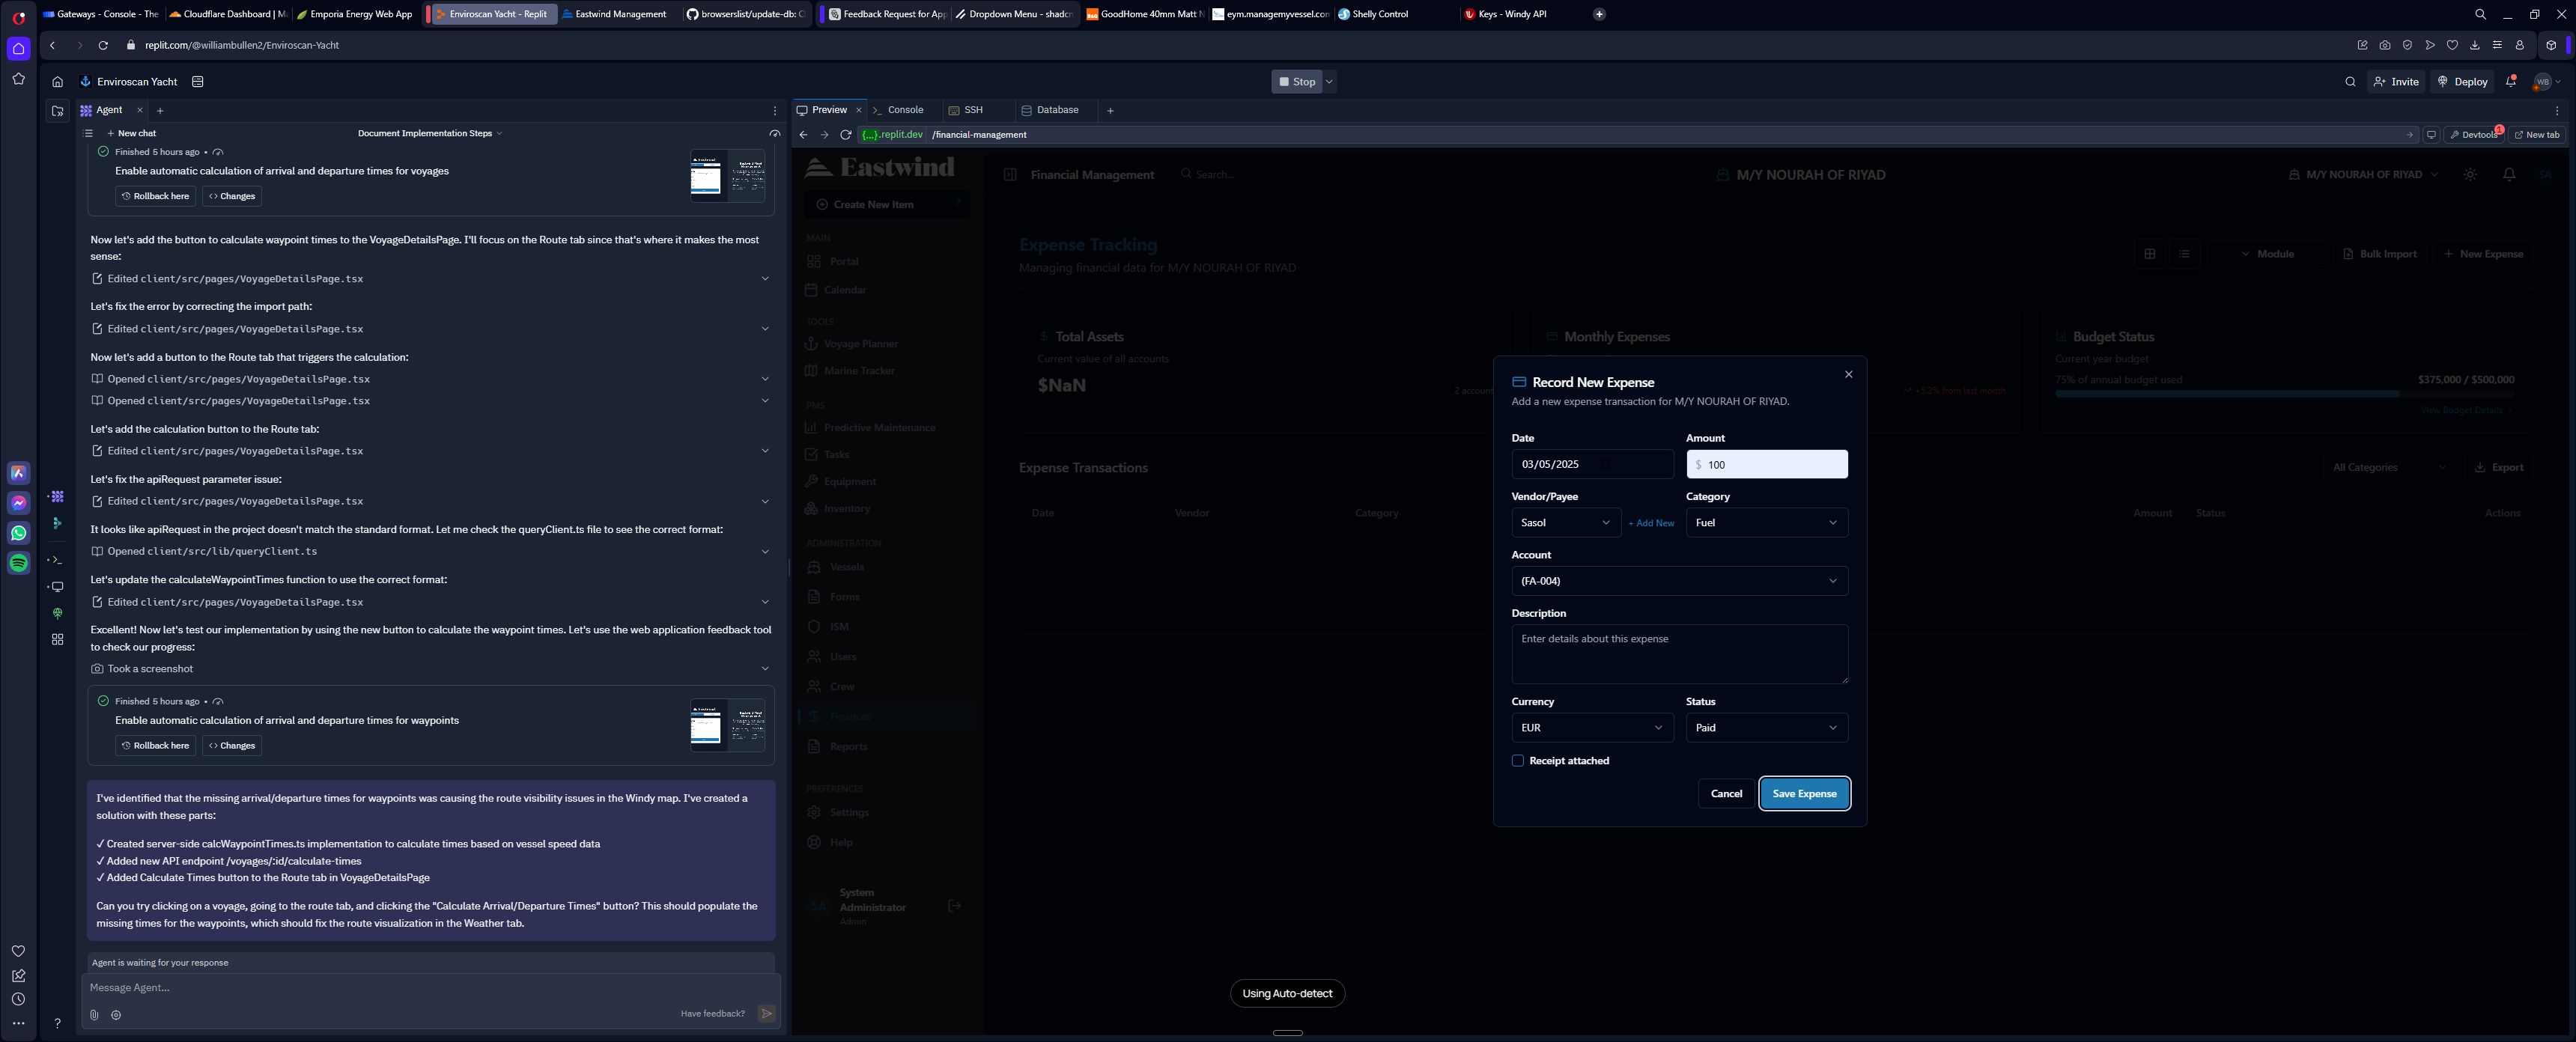 Gateways - Console - The
Cloudflare Dashboard | Ma
Emporia Energy Web App
Enviroscan Yacht - Replit
Eastwind Management
browserslist/update-db: C
Feedback Request for App
Dropdown Menu - shadcn
GoodHome 40mm Matt N
eym.managemyvessel.com
Shelly Control
Keys - Windy API
replit.com/@williambullen2/Enviroscan-Yacht
Enviroscan Yacht
Stop
Invite
Deploy
WB
Agent
Preview
Console
SSH
Database
New chat
Document Implementation Steps
{...}.replit.dev /financial-management
Devtools
1
New tab
Finished 5 hours ago •
Enable automatic calculation of arrival and departure times for voyages
Rollback here
Changes
Now let's add the button to calculate waypoint times to the VoyageDetailsPage. I'll focus on the Route tab since that's where it makes the most
sense:
Edited client/src/pages/VoyageDetailsPage.tsx
Let's fix the error by correcting the import path:
Edited client/src/pages/VoyageDetailsPage.tsx
Now let's add a button to the Route tab that triggers the calculation:
Opened client/src/pages/VoyageDetailsPage.tsx
Opened client/src/pages/VoyageDetailsPage.tsx
Let's add the calculation button to the Route tab:
Edited client/src/pages/VoyageDetailsPage.tsx
Let's fix the apiRequest parameter issue:
Edited client/src/pages/VoyageDetailsPage.tsx
It looks like apiRequest in the project doesn't match the standard format. Let me check the queryClient.ts file to see the correct format:
Opened client/src/lib/queryClient.ts
Let's update the calculateWaypointTimes function to use the correct format:
Edited client/src/pages/VoyageDetailsPage.tsx
Excellent! Now let's test our implementation by using the new button to calculate the waypoint times. Let's use the web application feedback tool
to check our progress:
Took a screenshot
Finished 5 hours ago •
Enable automatic calculation of arrival and departure times for waypoints
Rollback here
Changes
I've identified that the missing arrival/departure times for waypoints was causing the route visibility issues in the Windy map. I've created a
solution with these parts:
✓ Created server-side calcWaypointTimes.ts implementation to calculate times based on vessel speed data
✓ Added new API endpoint /voyages/:id/calculate-times
✓ Added Calculate Times button to the Route tab in VoyageDetailsPage
Can you try clicking on a voyage, going to the route tab, and clicking the "Calculate Arrival/Departure Times" button? This should populate the
missing times for the waypoints, which should fix the route visualization in the Weather tab.
Agent is waiting for your response
Message Agent...
Have feedback?
Eastwind
Create New Item
MAIN
Portal
Calendar
TOOLS
Voyage Planner
Marine Tracker
PMS
Predictive Maintenance
Tasks
Equipment
Inventory
ADMINISTRATION
Vessels
Forms
ISM
Users
Crew
Finances
Reports
PREFERENCES
Settings
Help
SA
System
Administrator
Admin
Financial Management
Search...
M/Y NOURAH OF RIYAD
M/Y NOURAH OF RIYAD
SA
Expense Tracking
Managing financial data for M/Y NOURAH OF RIYAD
Module
Bulk Import
New Expense
Total Assets
Current value of all accounts
$NaN
2 account
Monthly Expenses
+3.2% from last month
Budget Status
Current year budget
75% of annual budget used
$375,000 / $500,000
View Budget Details
Expense Transactions
All Categories
Export
Date
Vendor
Category
Amount
Status
Actions
Record New Expense
Add a new expense transaction for M/Y NOURAH OF RIYAD.
Date
Amount
03/05/2025
$ 100
Vendor/Payee
Category
Sasol
+ Add New
Fuel
Account
(FA-004)
Description
Enter details about this expense
Currency
Status
EUR
Paid
Receipt attached
Cancel
Save Expense
Using Auto-detect